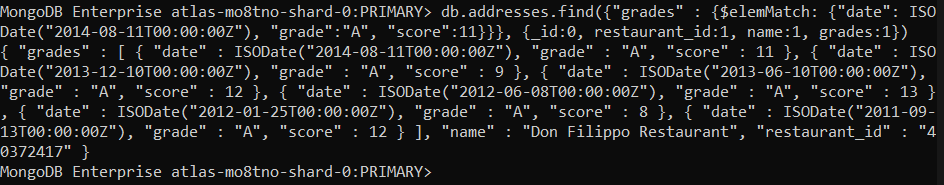 MongoDB Enterprise atlas-mo8tno-shard-0:PRIMARY> db.addresses.find({"grades" : {$elemMatch: {"date": ISO
Date("2014-08-11T00:00:00Z"), "grade":"A", "score":11}}}, {_id:0, restaurant_id:1, name:1, grades:1})
{ "grades" : [ { "date" : ISODate("2014-08-11T00:00:00Z"), "grade" : "A", "score" : 11 }, { "date" : ISO
Date("2013-12-10T00:00:00Z"), "grade" : "A", "score" : 9 }, { "date" : ISODate("2013-06-10T00:00:00Z"),
"grade" : "A", "score" : 12 }, { "date" : ISODate("2012-06-08T00:00:00Z"), "grade" : "A", "score" : 13 }
, { "date" : ISODate("2012-01-25T00:00:00Z"), "grade" : "A", "score" : 8 }, { "date" : ISODate("2011-09-
13T00:00:00Z"), "grade" : "A", "score" : 12 } ], "name" : "Don Filippo Restaurant", "restaurant_id" : "4
0372417" }
MongoDB Enterprise atlas-mo8tno-shard-0:PRIMARY>